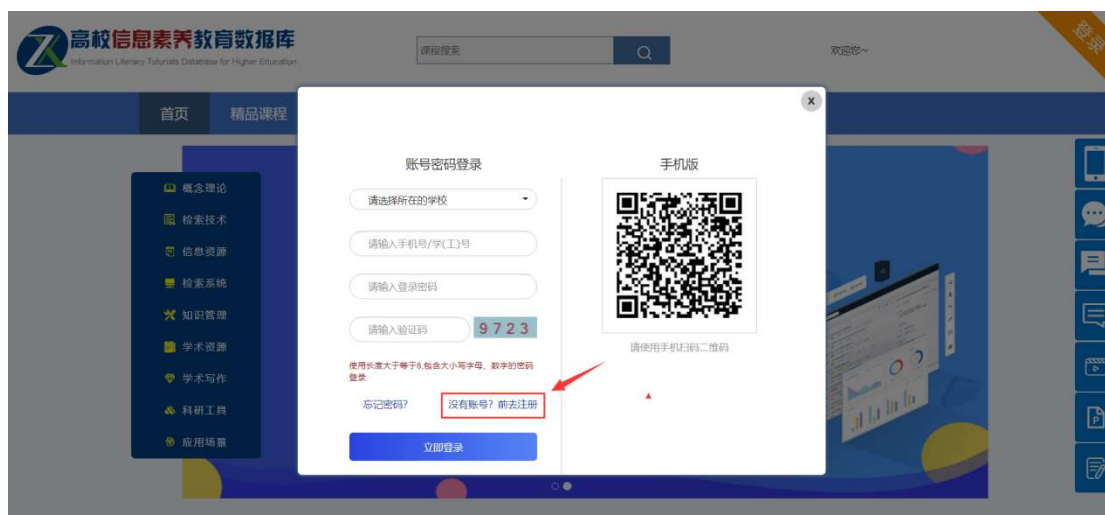 高校信息素养教育数据库
Information Literacy Tutorials Database for Higher Education
课程搜索
欢迎您~
登录
首页
精品课程
x
概念理论
检索技术
信息资源
检索系统
知识管理
学术资源
学术写作
科研工具
应用场景
账号密码登录
请选择所在的学校
请输入手机号/学(工)号
请输入登录密码
请输入验证码
9723
使用长度大于等于8,包含大小写字母、数字的密码
登录
忘记密码?
没有账号? 前去注册
立即登录
手机版
请使用手机扫码二维码